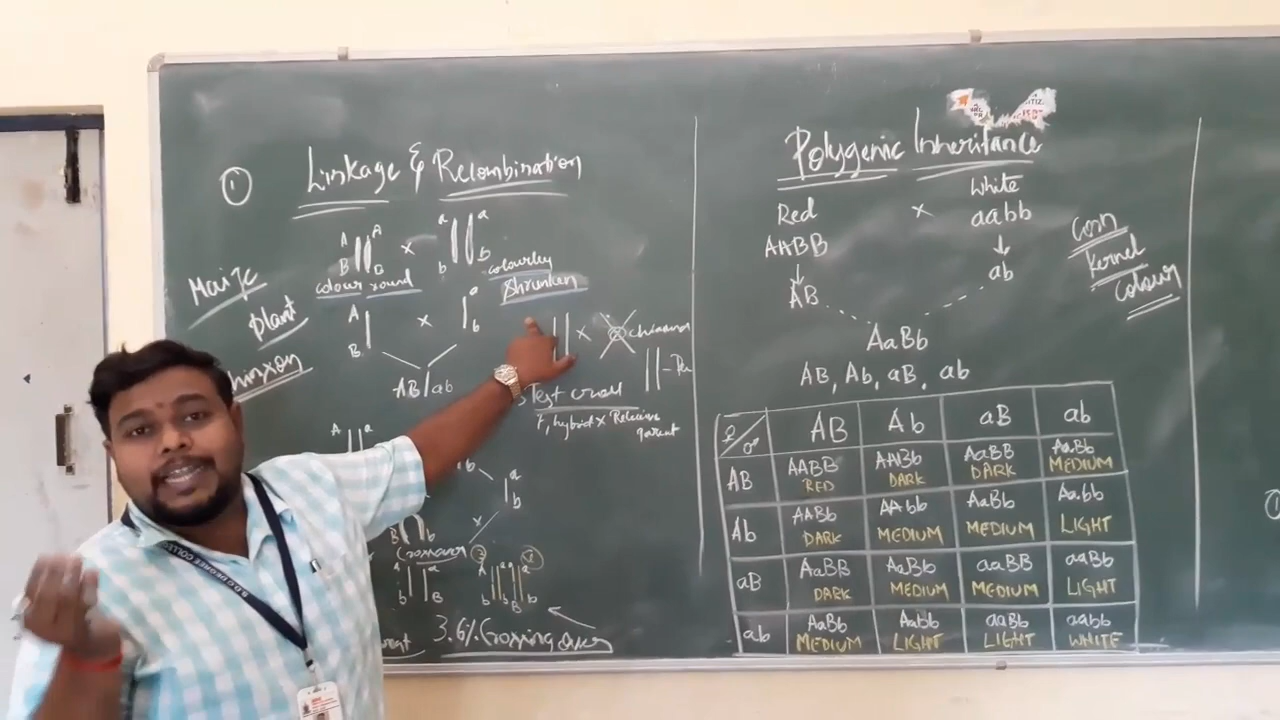 ① Linkage & Recombination
A A × a a
B B b b
colour round
colourley
shrunken
Maize
plant
A × a
B b
AB/ab
×
Test cross
F, hybrid × Recessive
parent
A a
a
b
B b
Crossover
b B
3.6% Crossing over
Polygenic Inheritance
Red × White
AABB aabb
AB ab
Corn
Kernel
Colour
AaBb
AB, Ab, aB, ab
♀/♂ AB Ab aB ab
AB AABB AABb AaBB AaBb
RED DARK DARK MEDIUM
Ab AABb AAbb AaBb Aabb
DARK MEDIUM MEDIUM LIGHT
aB AaBB AaBb aaBB aaBb
DARK MEDIUM MEDIUM LIGHT
ab AaBb Aabb aaBb aabb
MEDIUM LIGHT LIGHT WHITE
DEGREE COLLEGE